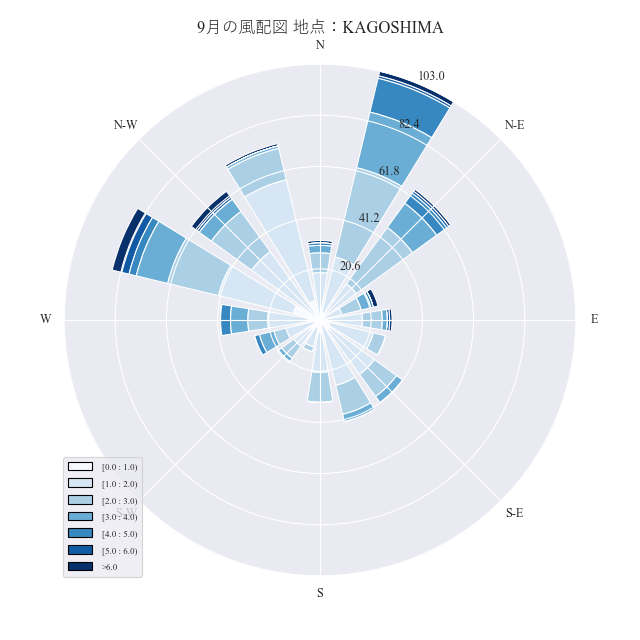 9月の風配図 地点：KAGOSHIMA
N
103.0
N-W
N-E
82.4
61.8
41.2
20.6
W
E
[0.0 : 1.0)
[1.0 : 2.0)
[2.0 : 3.0)
S-W
S-E
[3.0 : 4.0)
[4.0 : 5.0)
[5.0 : 6.0)
>6.0
S